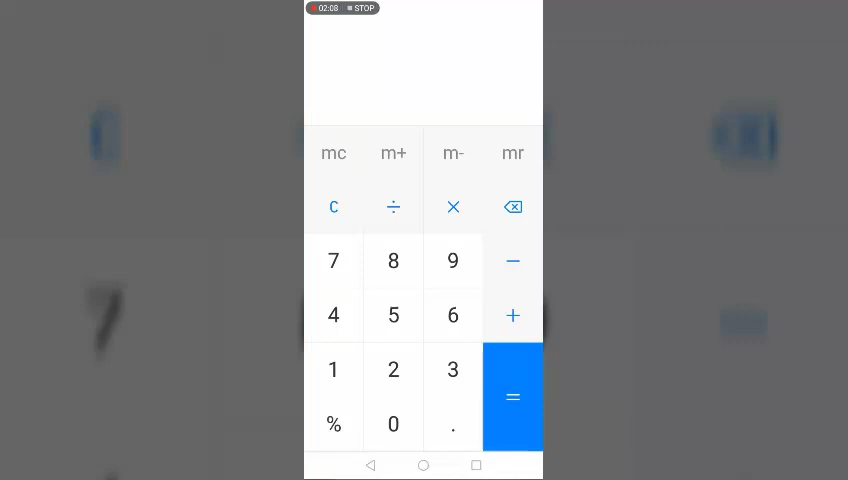 02:08 STOP
mc m+ m- mr
C ÷ ×
7 8 9 −
4 5 6 +
1 2 3 =
% 0 .